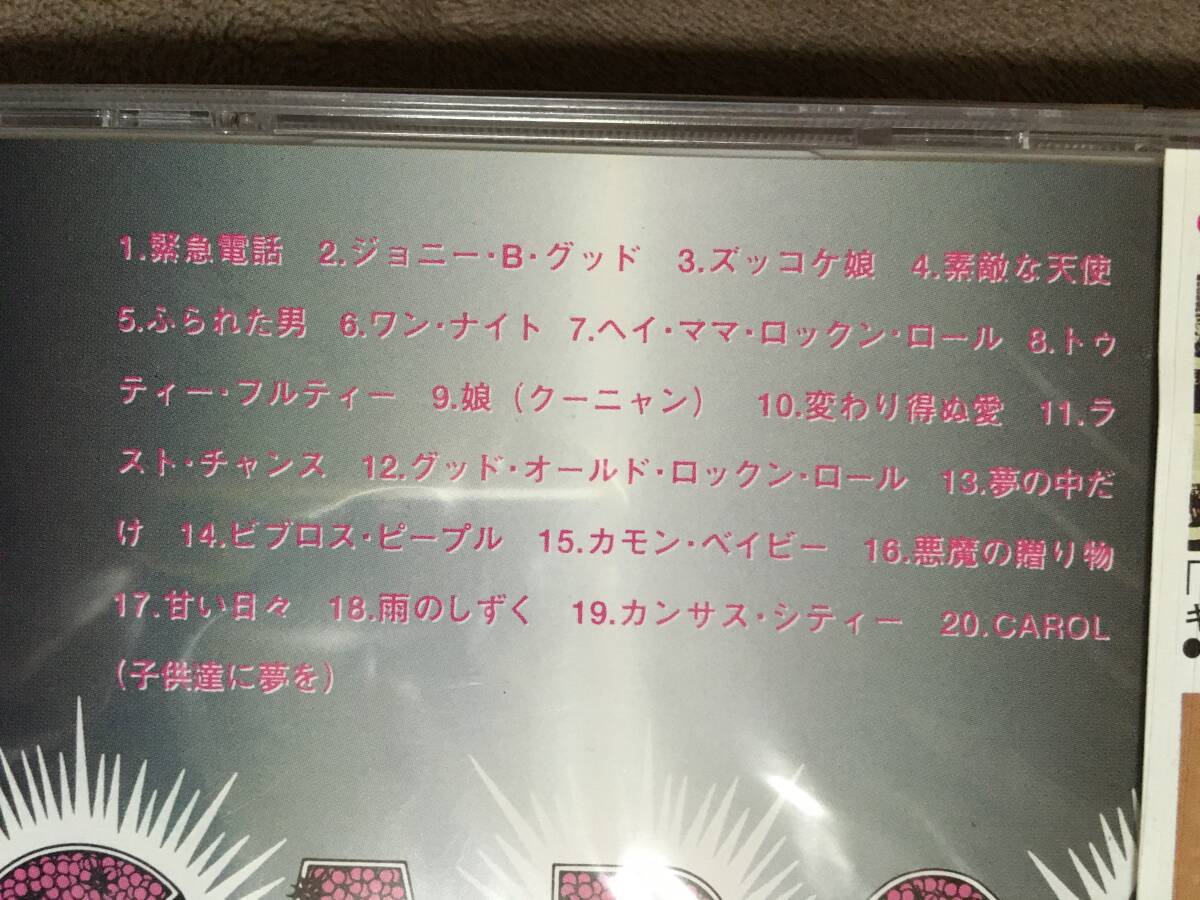 1.緊急電話 2.ジョニー・B・グッド 3.ズッコケ娘 4.素敵な天使
5.ふられた男 6.ワン・ナイト 7.ヘイ・ママ・ロックン・ロール 8.トゥ
ティー・フルティー 9.娘（クーニャン） 10.変わり得ぬ愛 11.ラ
スト・チャンス 12.グッド・オールド・ロックン・ロール 13.夢の中だ
け 14.ビブロス・ピープル 15.カモン・ベイビー 16.悪魔の贈り物
17.甘い日々 18.雨のしずく 19.カンサス・シティー 20.CAROL
（子供達に夢を）